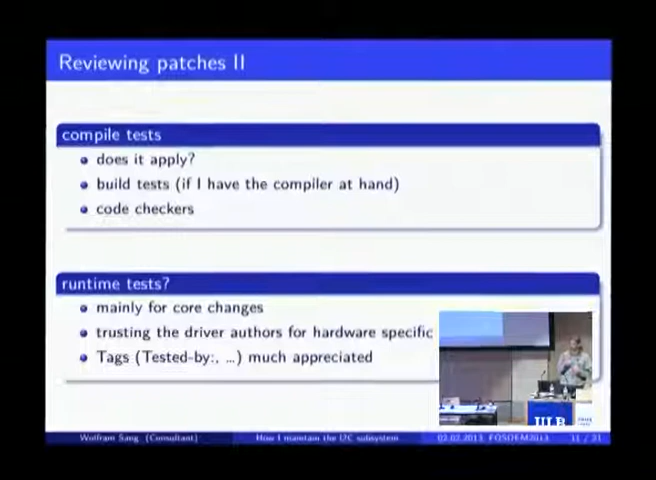 Reviewing patches II
compile tests
does it apply?
build tests (if I have the compiler at hand)
code checkers
runtime tests?
mainly for core changes
trusting the driver authors for hardware specific
Tags (Tested-by:, ...) much appreciated
ULB
Wolfram Sang (Consultant) How I maintain the I2C subsystem 02.02.2013, FOSDEM2013 11 / 21